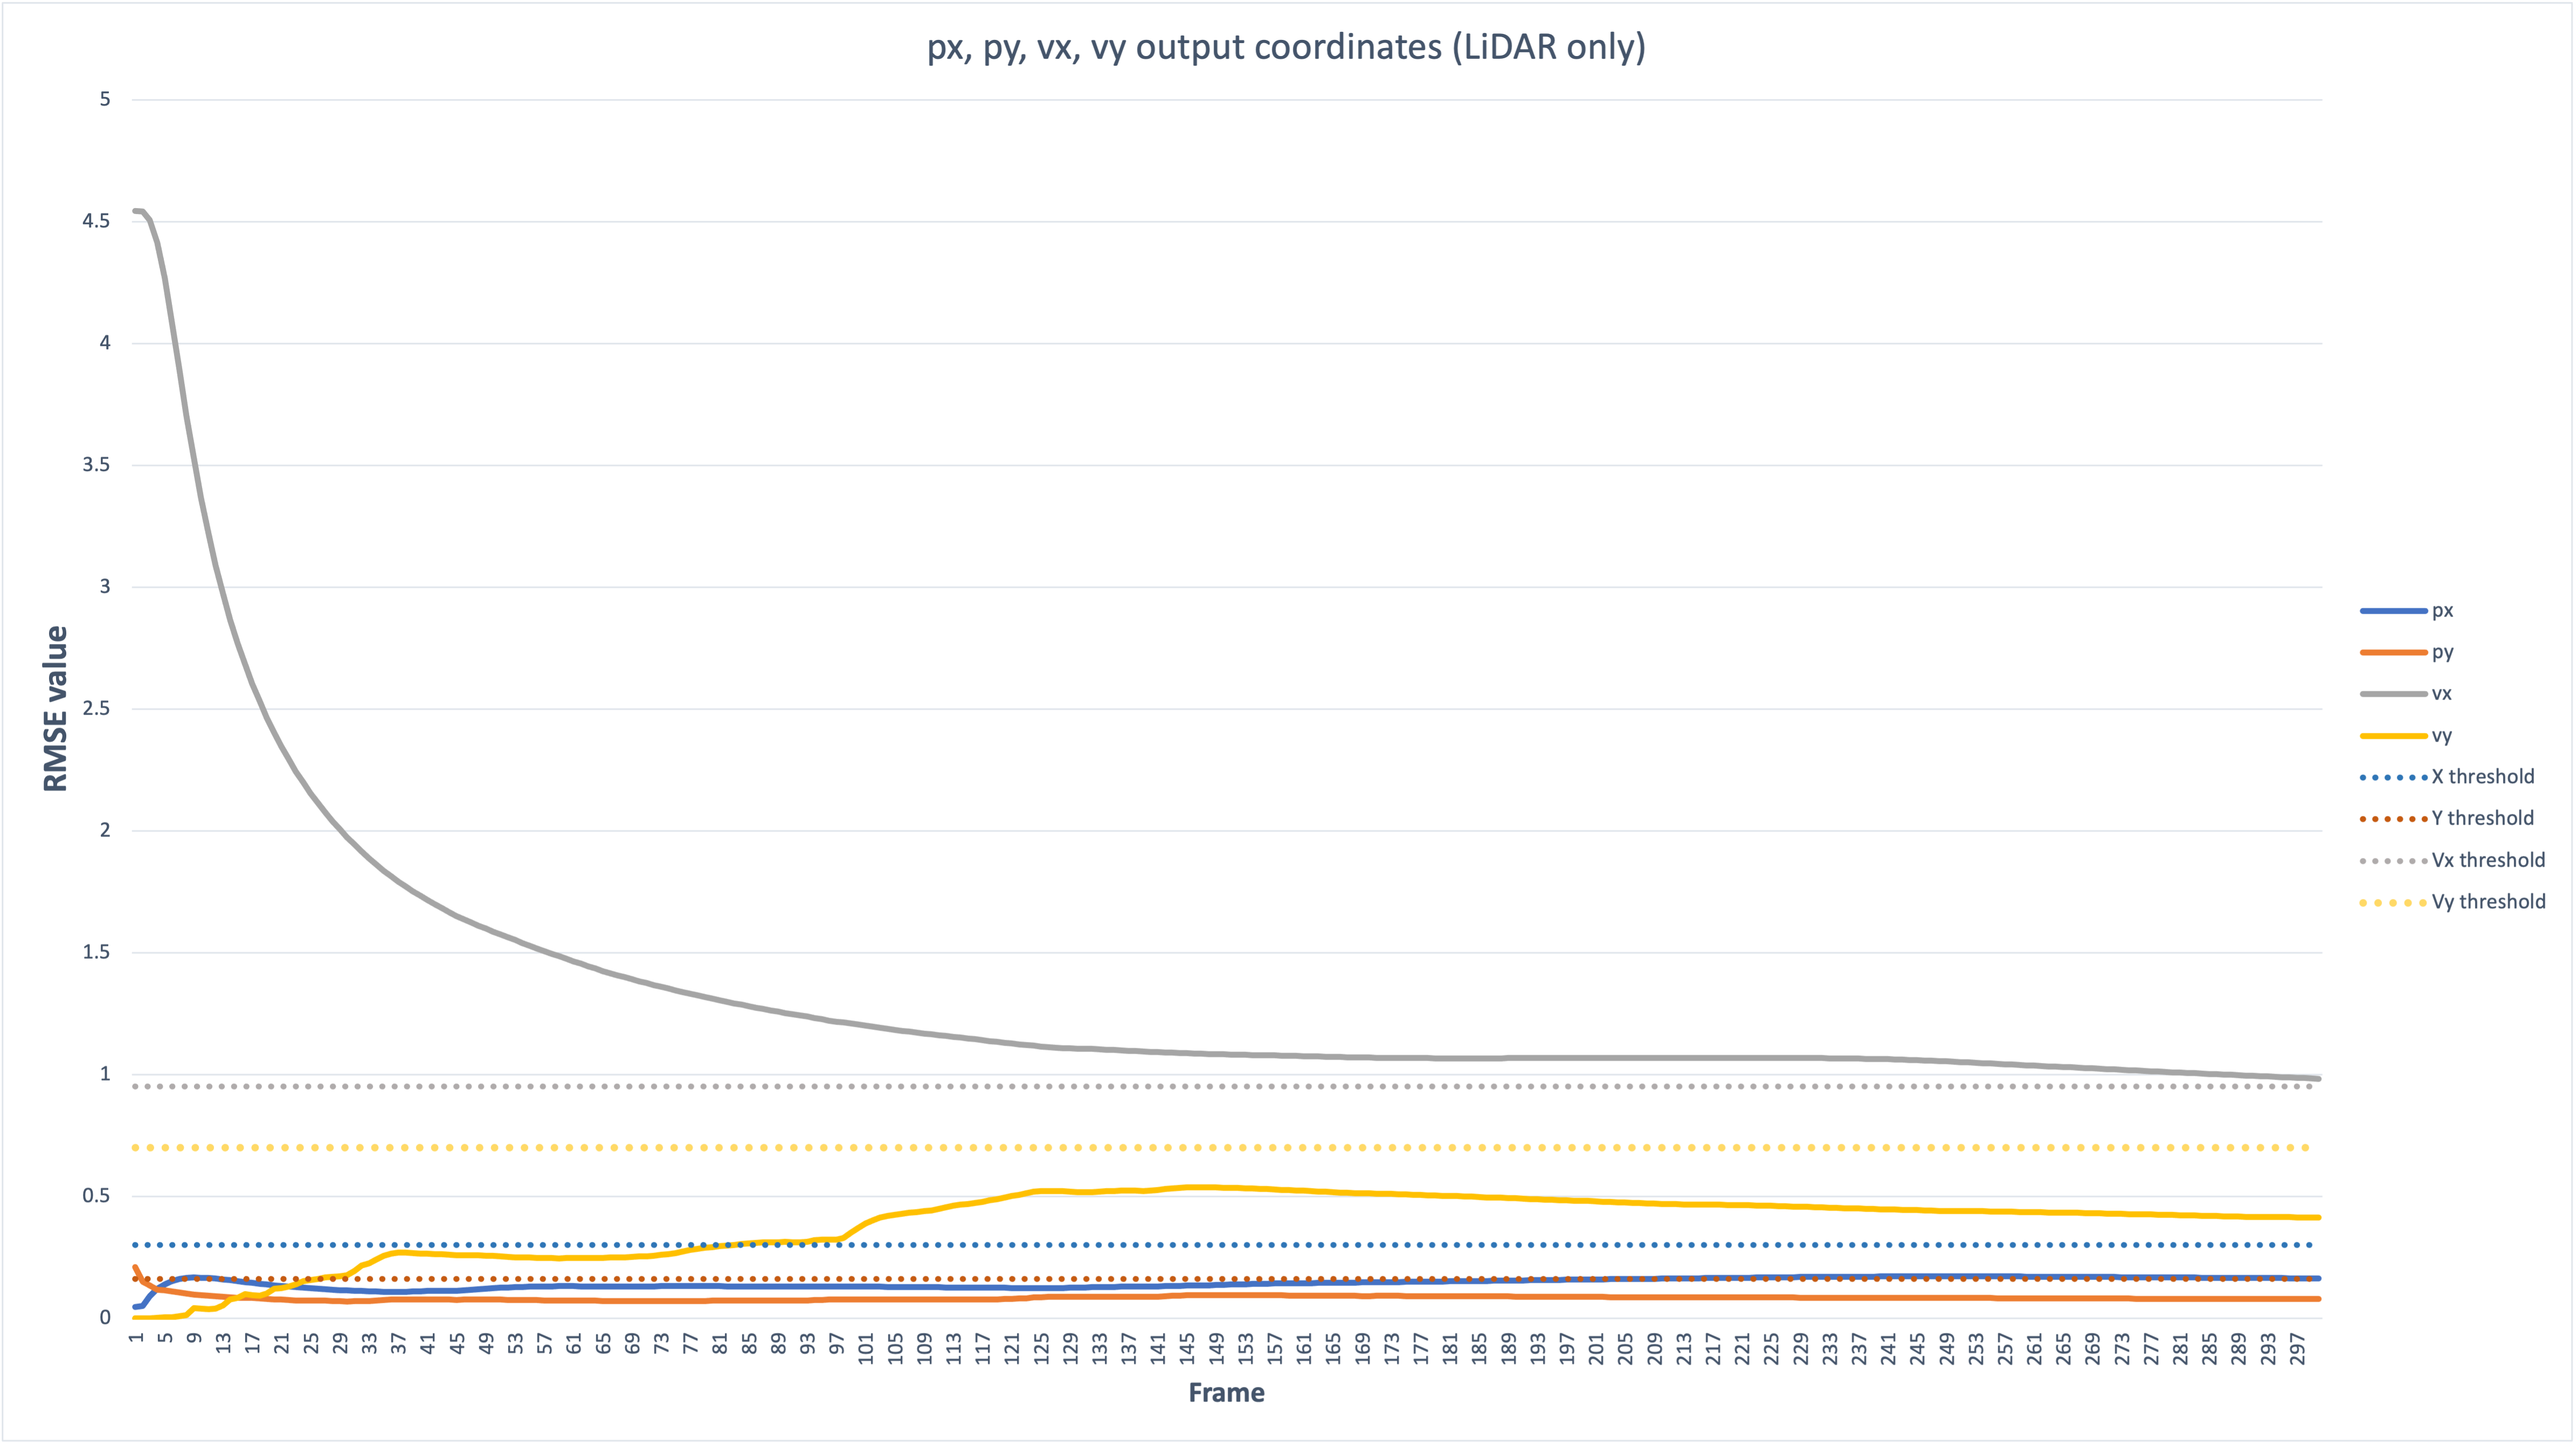 px, py, vx, vy output coordinates (LiDAR only)
5
4.5
4
3.5
3
2.5
2
1.5
1
0.5
0
RMSE value
1 5 9 13 17 21 25 29 33 37 41 45 49 53 57 61 65 69 73 77 81 85 89 93 97 101 105 109 113 117 121 125 129 133 137 141 145 149 153 157 161 165 169 173 177 181 185 189 193 197 201 205 209 213 217 221 225 229 233 237 241 245 249 253 257 261 265 269 273 277 281 285 289 293 297
Frame
px
py
vx
vy
X threshold
Y threshold
Vx threshold
Vy threshold